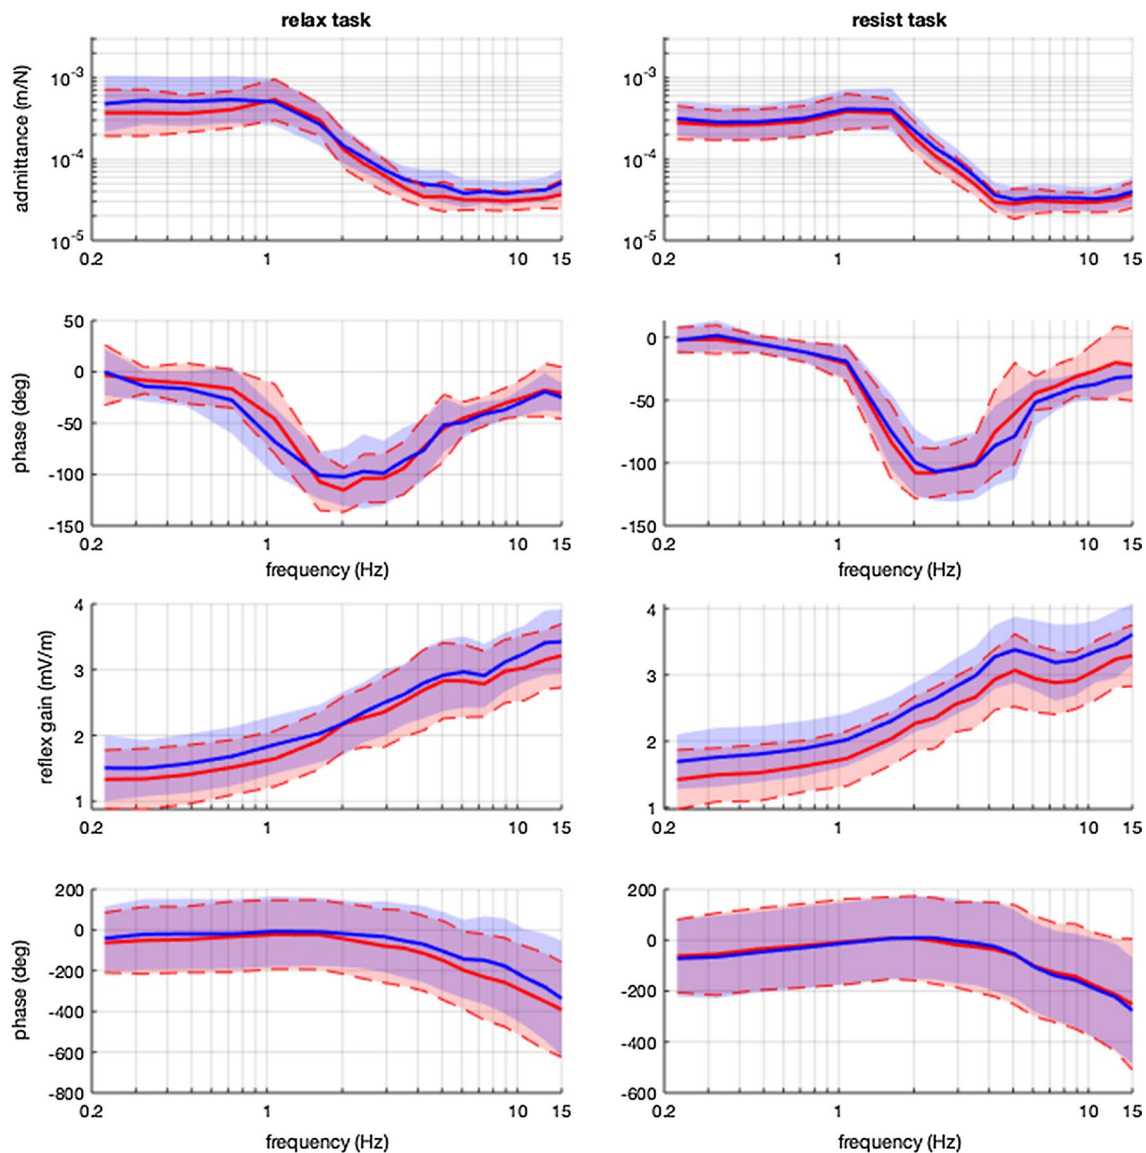 relax task
resist task
admittance (m/N)
10-3
10-4
10-5
0.2 1 10 15
10-3
10-4
10-5
0.2 1 10 15
phase (deg)
50
0
-50
-100
-150
0.2 1 10 15
frequency (Hz)
0
-50
-100
-150
0.2 1 10 15
frequency (Hz)
reflex gain (mV/m)
4
3
2
1
0.2 1 10 15
4
3
2
1
0.2 1 10 15
phase (deg)
200
0
-200
-400
-600
-800
0.2 1 10 15
frequency (Hz)
200
0
-200
-400
-600
0.2 1 10 15
frequency (Hz)